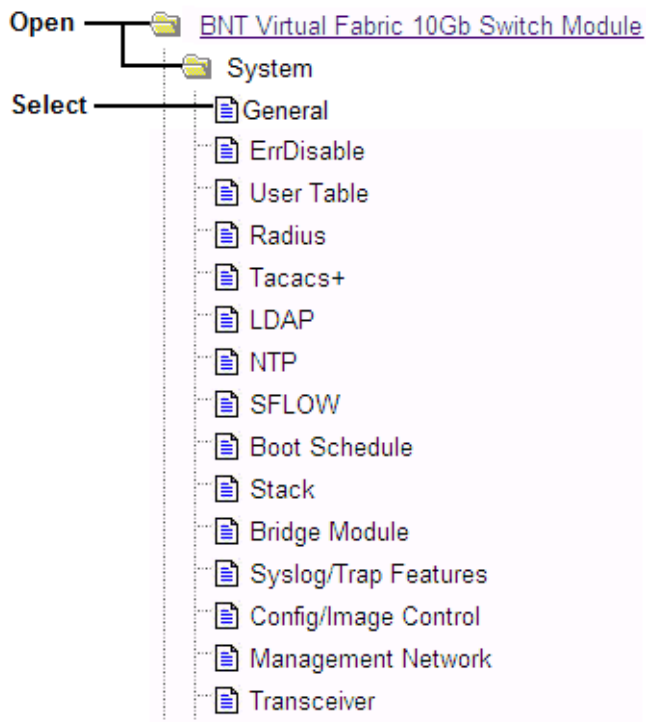 Open BNT Virtual Fabric 10Gb Switch Module
System
Select General
ErrDisable
User Table
Radius
Tacacs+
LDAP
NTP
SFLOW
Boot Schedule
Stack
Bridge Module
Syslog/Trap Features
Config/Image Control
Management Network
Transceiver